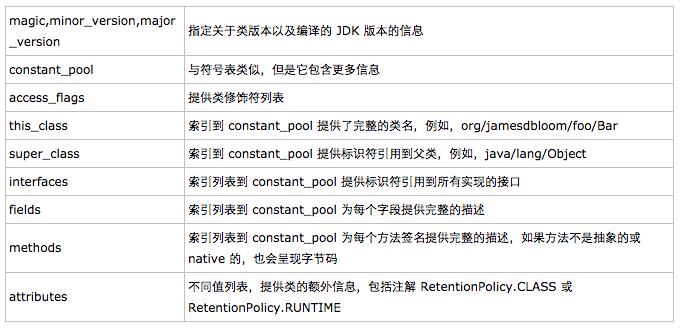 magic,minor_version,major
_version
指定关于类版本以及编译的 JDK 版本的信息
constant_pool
与符号表类似，但是它包含更多信息
access_flags
提供类修饰符列表
this_class
索引到 constant_pool 提供了完整的类名，例如，org/jamesdbloom/foo/Bar
super_class
索引到 constant_pool 提供标识符引用到父类，例如，java/lang/Object
interfaces
索引列表到 constant_pool 提供标识符引用到所有实现的接口
fields
索引列表到 constant_pool 为每个字段提供完整的描述
methods
索引列表到 constant_pool 为每个方法签名提供完整的描述，如果方法不是抽象的或
native 的，也会呈现字节码
attributes
不同值列表，提供类的额外信息，包括注解 RetentionPolicy.CLASS 或
RetentionPolicy.RUNTIME